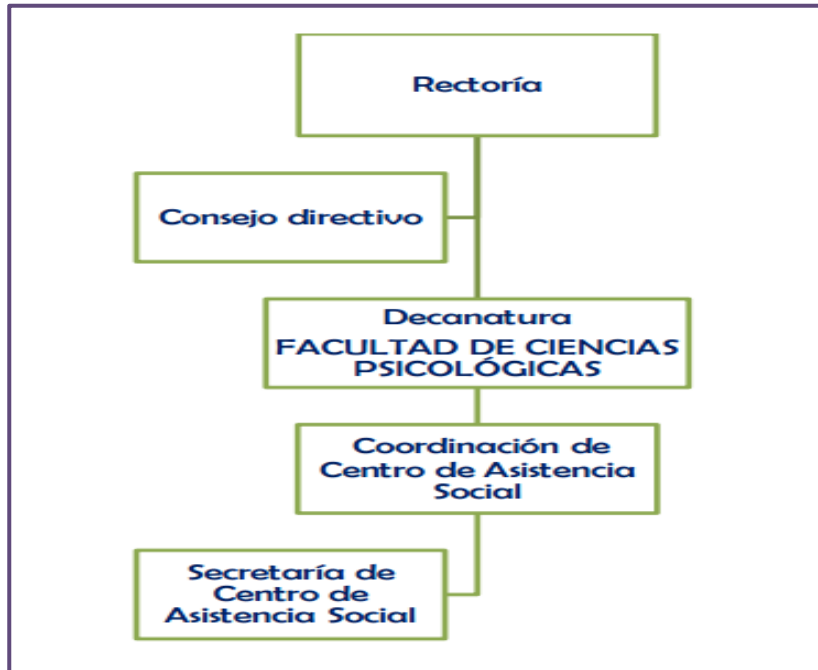 Rectoría
Consejo directivo
Decanatura
FACULTAD DE CIENCIAS
PSICOLÓGICAS
Coordinación de
Centro de Asistencia
Social
Secretaría de
Centro de
Asistencia Social